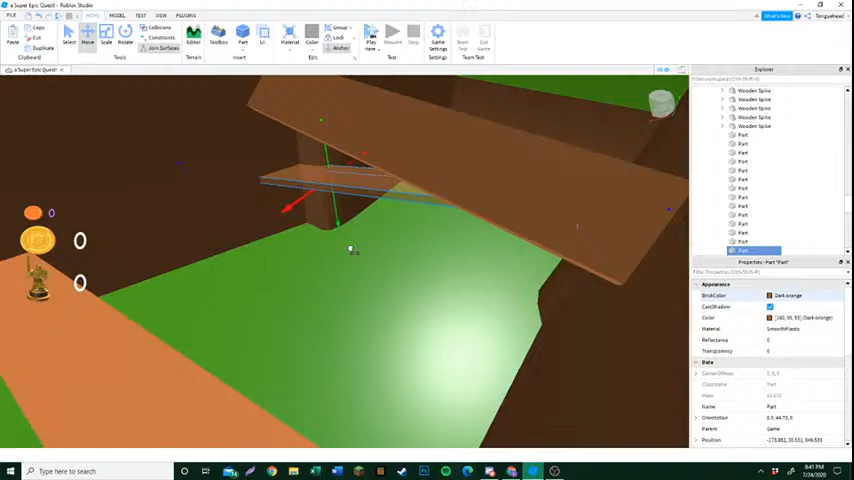 a Super Epic Quest! - Roblox Studio
FILE HOME MODEL TEST VIEW PLUGINS
What's New Tonguehead
Copy
Cut
Duplicate
Paste
Clipboard
Select Move Scale Rotate
Collisions
Constraints
Join Surfaces
Tools
Editor
Terrain
Toolbox Part UI
Insert
Material Color
Group
Lock
Anchor
Edit
Play Here Resume Stop
Test
Game Settings
Settings
Start Test Exit Game
Team Test
a Super Epic Quest!
Explorer
Wooden Spike
Wooden Spike
Wooden Spike
Wooden Spike
Wooden Spike
Part
Part
Part
Part
Part
Part
Part
Part
Part
Part
Part
Part
Part
Part
Properties - Part "Part"
Appearance
BrickColor Dark orange
CastShadow
Material SmoothPlastic
Reflectance 0
Transparency 0
Data
ClassName Part
Name Part
Parent Game
0
0
0
Type here to search
8:41 PM
7/24/2020